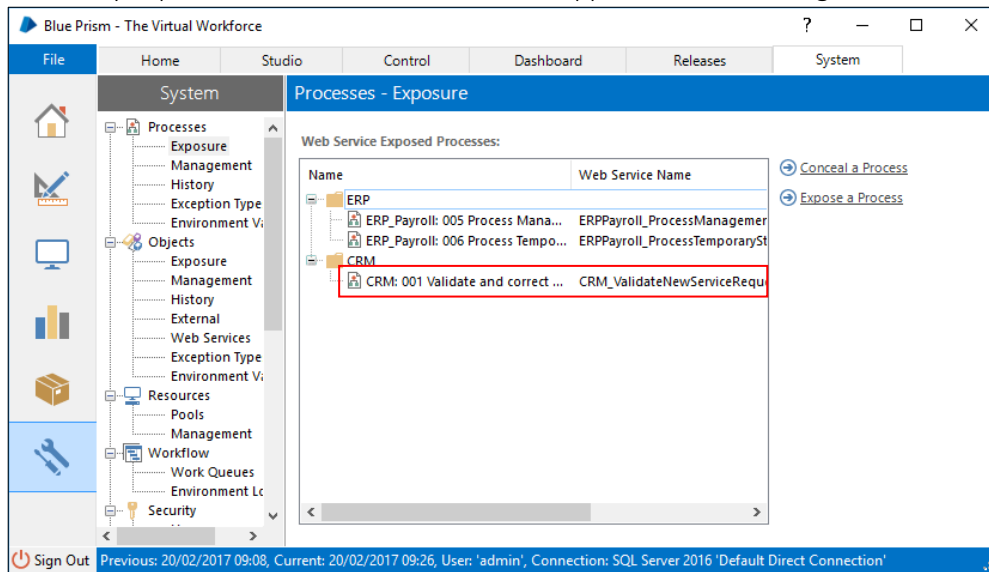 Blue Prism - The Virtual Workforce
?
File
Home
Studio
Control
Dashboard
Releases
System
System
Processes - Exposure
Processes
Exposure
Management
History
Exception Type
Environment Va
Objects
Exposure
Management
History
External
Web Services
Exception Type
Environment Va
Resources
Pools
Management
Workflow
Work Queues
Environment Lo
Security
Web Service Exposed Processes:
Name Web Service Name
ERP
ERP_Payroll: 005 Process Mana... ERPPayroll_ProcessManagemer
ERP_Payroll: 006 Process Tempo... ERPPayroll_ProcessTemporarySt
CRM
CRM: 001 Validate and correct ... CRM_ValidateNewServiceReque
Conceal a Process
Expose a Process
Sign Out
Previous: 20/02/2017 09:08, Current: 20/02/2017 09:26, User: 'admin', Connection: SQL Server 2016 'Default Direct Connection'